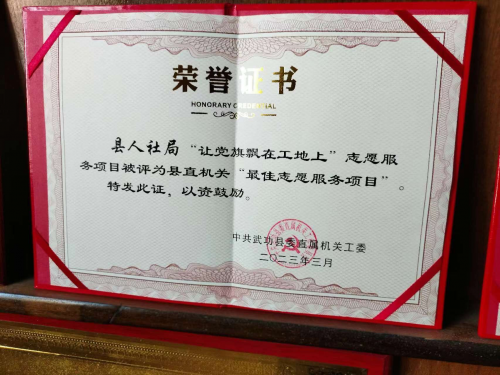 荣誉证书
HONORARY CREDENTIAL
县人社局“让党旗飘在工地上”志愿服
务项目被评为县直机关“最佳志愿服务项目”。
特发此证，以资鼓励。
中共武功县委直属机关工委
二〇二三年三月